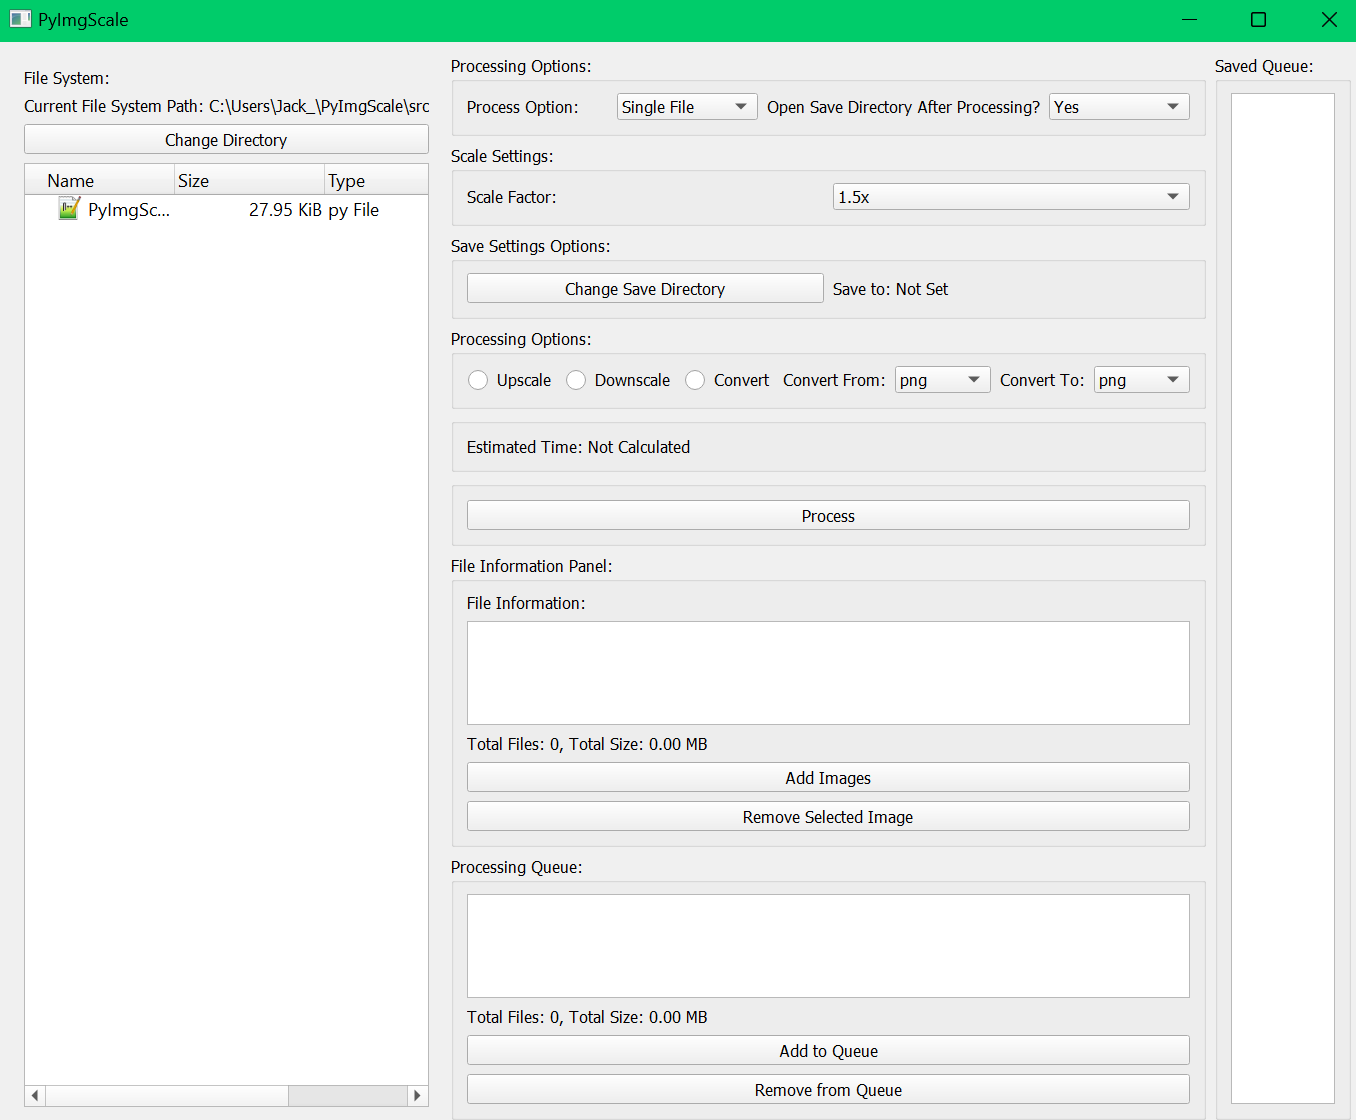 PyImgScale
File System:
Current File System Path: C:\Users\Jack_\PyImgScale\src
Change Directory
Name Size Type
PyImgSc... 27.95 KiB py File
Processing Options:
Process Option: Single File Open Save Directory After Processing? Yes
Scale Settings:
Scale Factor: 1.5x
Save Settings Options:
Change Save Directory Save to: Not Set
Processing Options:
Upscale Downscale Convert Convert From: png Convert To: png
Estimated Time: Not Calculated
Process
File Information Panel:
File Information:
Total Files: 0, Total Size: 0.00 MB
Add Images
Remove Selected Image
Processing Queue:
Total Files: 0, Total Size: 0.00 MB
Add to Queue
Remove from Queue
Saved Queue: